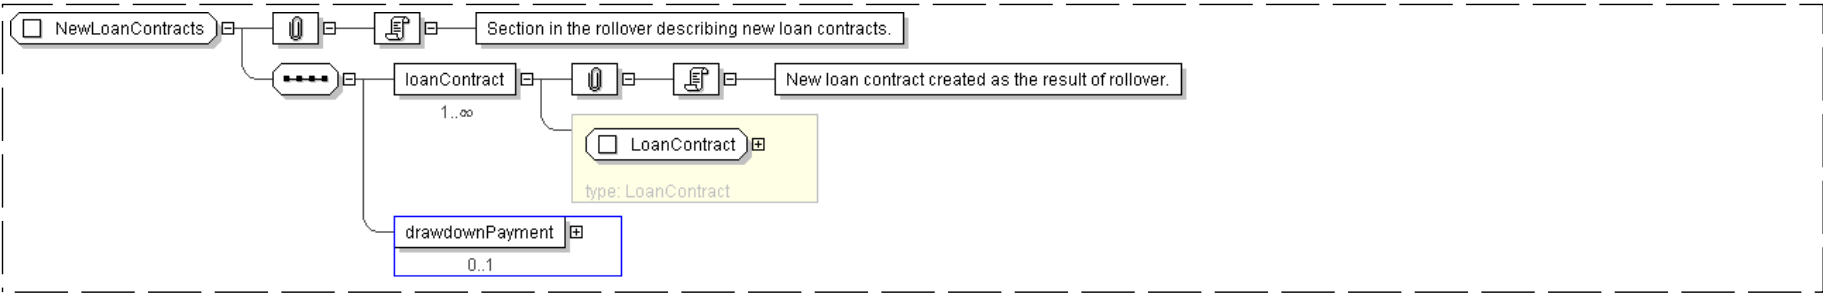 NewLoanContracts
Section in the rollover describing new loan contracts.
loanContract
New loan contract created as the result of rollover.
1..∞
LoanContract
type: LoanContract
drawdownPayment
0..1